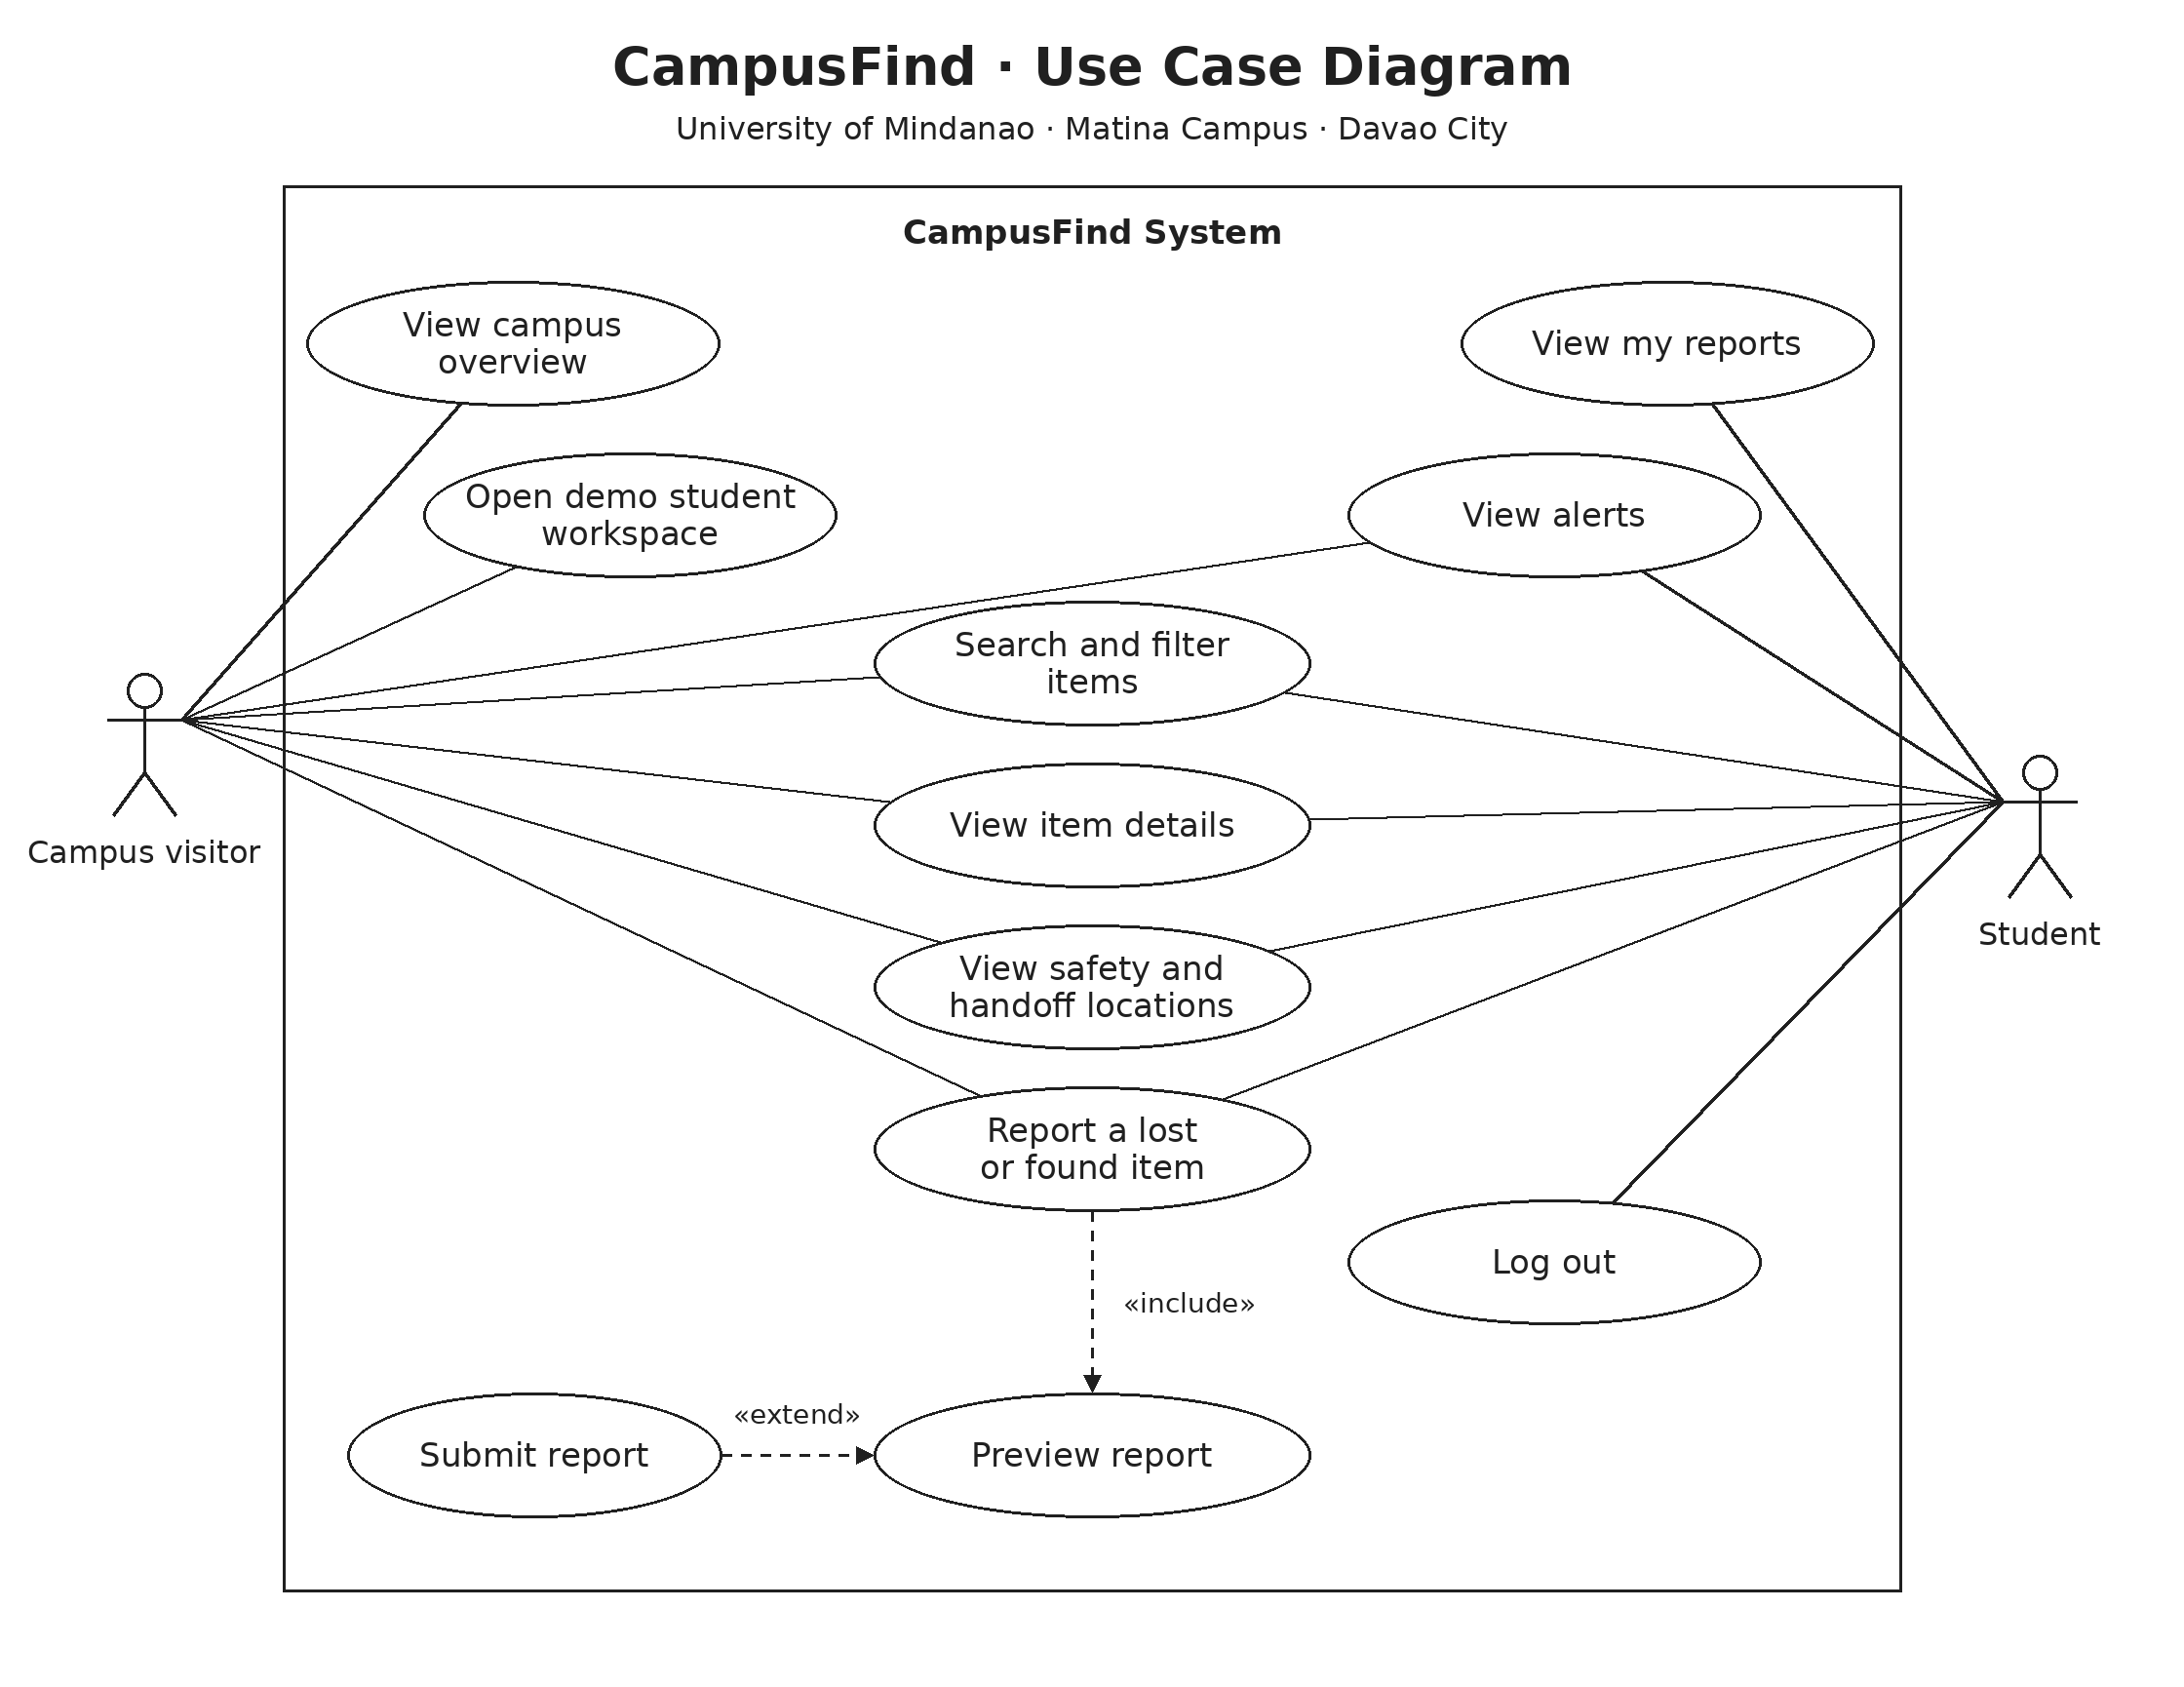 CampusFind · Use Case Diagram
University of Mindanao · Matina Campus · Davao City
CampusFind System
View campus
overview
View my reports
Open demo student
workspace
View alerts
Search and filter
items
View item details
Campus visitor
Student
View safety and
handoff locations
Report a lost
or found item
Log out
«include»
«extend»
Submit report
Preview report